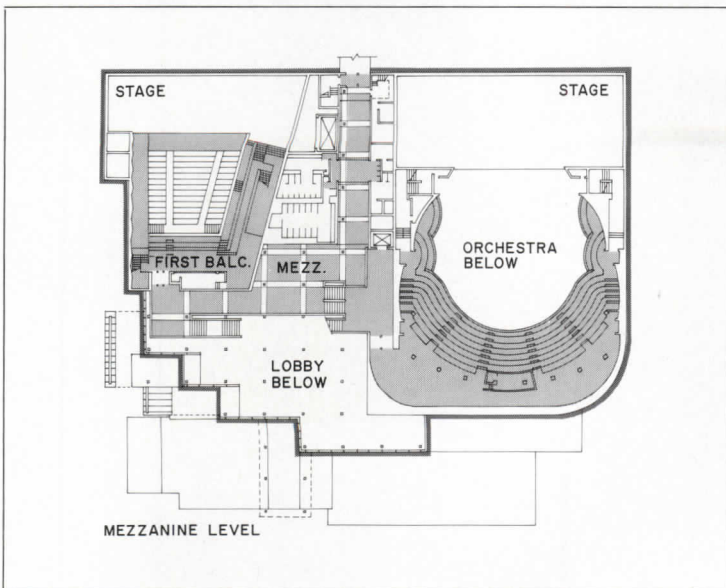 STAGE
STAGE
ORCHESTRA
BELOW
FIRST BALC.
MEZZ.
LOBBY
BELOW
MEZZANINE LEVEL